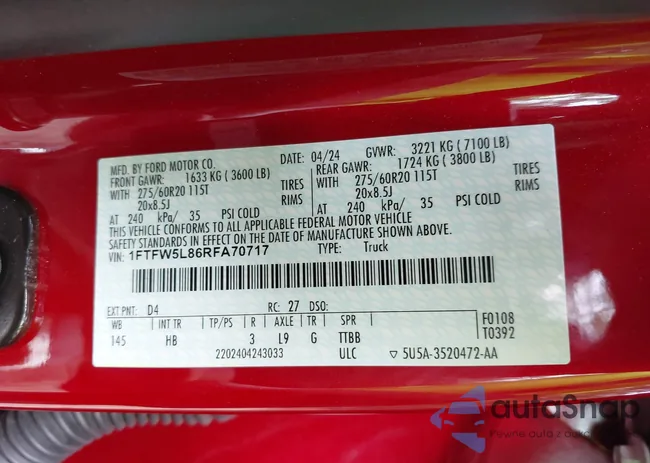 MFD. BY FORD MOTOR CO.
DATE: 04/24 GVWR: 3221 KG ( 7100 LB)
FRONT GAWR: 1633 KG ( 3600 LB)
REAR GAWR: 1724 KG ( 3800 LB)
WITH 275/60R20 115T TIRES
WITH 275/60R20 115T TIRES
20x8.5J RIMS
20x8.5J RIMS
AT 240 kPa/ 35 PSI COLD
AT 240 kPa/ 35 PSI COLD
THIS VEHICLE CONFORMS TO ALL APPLICABLE FEDERAL MOTOR VEHICLE
SAFETY STANDARDS IN EFFECT ON THE DATE OF MANUFACTURE SHOWN ABOVE.
VIN: 1FTFW5L86RFA70717 TYPE: Truck
EXT PNT: D4 RC: 27 DSO:
WB INT TR TP/PS R AXLE TR SPR
F0108
145 HB 3 L9 G TTBB
T0392
2202404243033 ULC ▽ 5U5A-3520472-AA
autoSnap
Pewne auta z aukcji